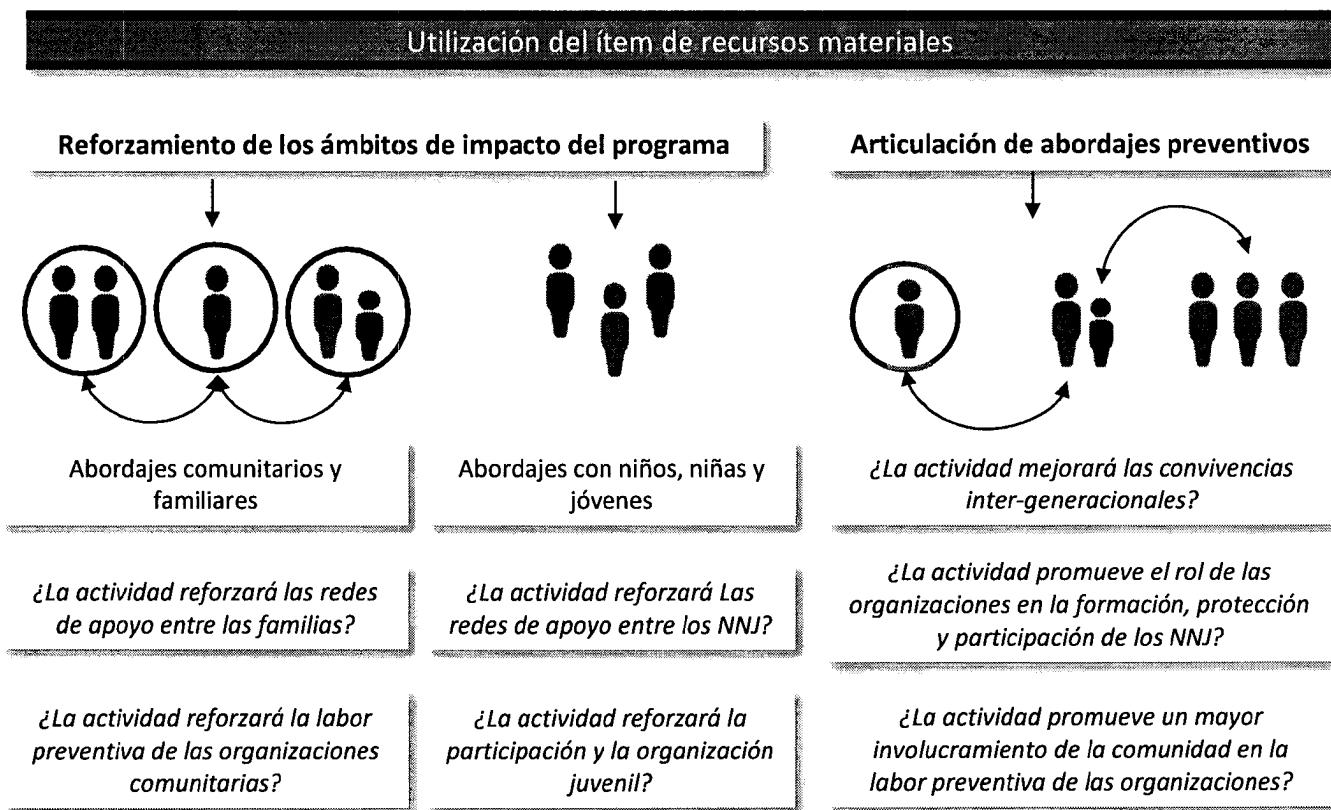 Utilización del ítem de recursos materiales
Reforzamiento de los ámbitos de impacto del programa
Abordajes comunitarios y
familiares
¿La actividad reforzará las redes
de apoyo entre las familias?
¿La actividad reforzará la labor
preventiva de las organizaciones
comunitarias?
Abordajes con niños, niñas y
jóvenes
¿La actividad reforzará Las
redes de apoyo entre los NNJ?
¿La actividad reforzará la
participación y la organización
juvenil?
Articulación de abordajes preventivos
¿La actividad mejorará las convivencias
inter-generacionales?
¿La actividad promueve el rol de las
organizaciones en la formación, protección
y participación de los NNJ?
¿La actividad promueve un mayor
involucramiento de la comunidad en la
labor preventiva de las organizaciones?